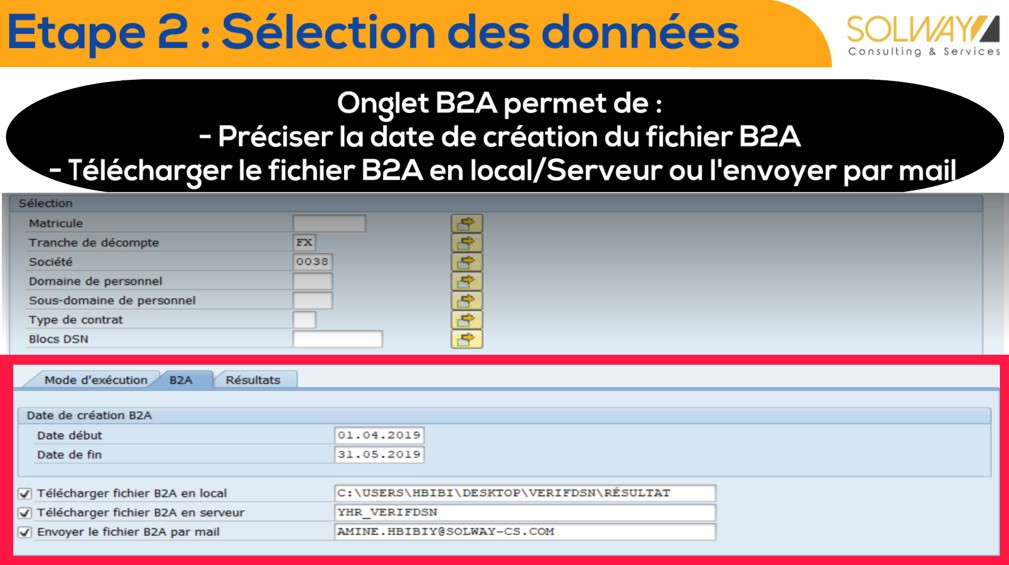 Etape 2 : Sélection des données
SOLWAY
Consulting & Services
Onglet B2A permet de :
- Préciser la date de création du fichier B2A
- Télécharger le fichier B2A en local/Serveur ou l'envoyer par mail
Sélection
Matricule
Tranche de décompte FX
Société 0038
Domaine de personnel
Sous-domaine de personnel
Type de contrat
Blocs DSN
Mode d'exécution B2A Résultats
Date de création B2A
Date début 01.04.2019
Date de fin 31.05.2019
Télécharger fichier B2A en local C:\USERS\HBIBI\DESKTOP\VERIFDSN\RÉSULTAT
Télécharger fichier B2A en serveur YHR_VERIFDSN
Envoyer le fichier B2A par mail AMINE.HBIBIY@SOLWAY-CS.COM